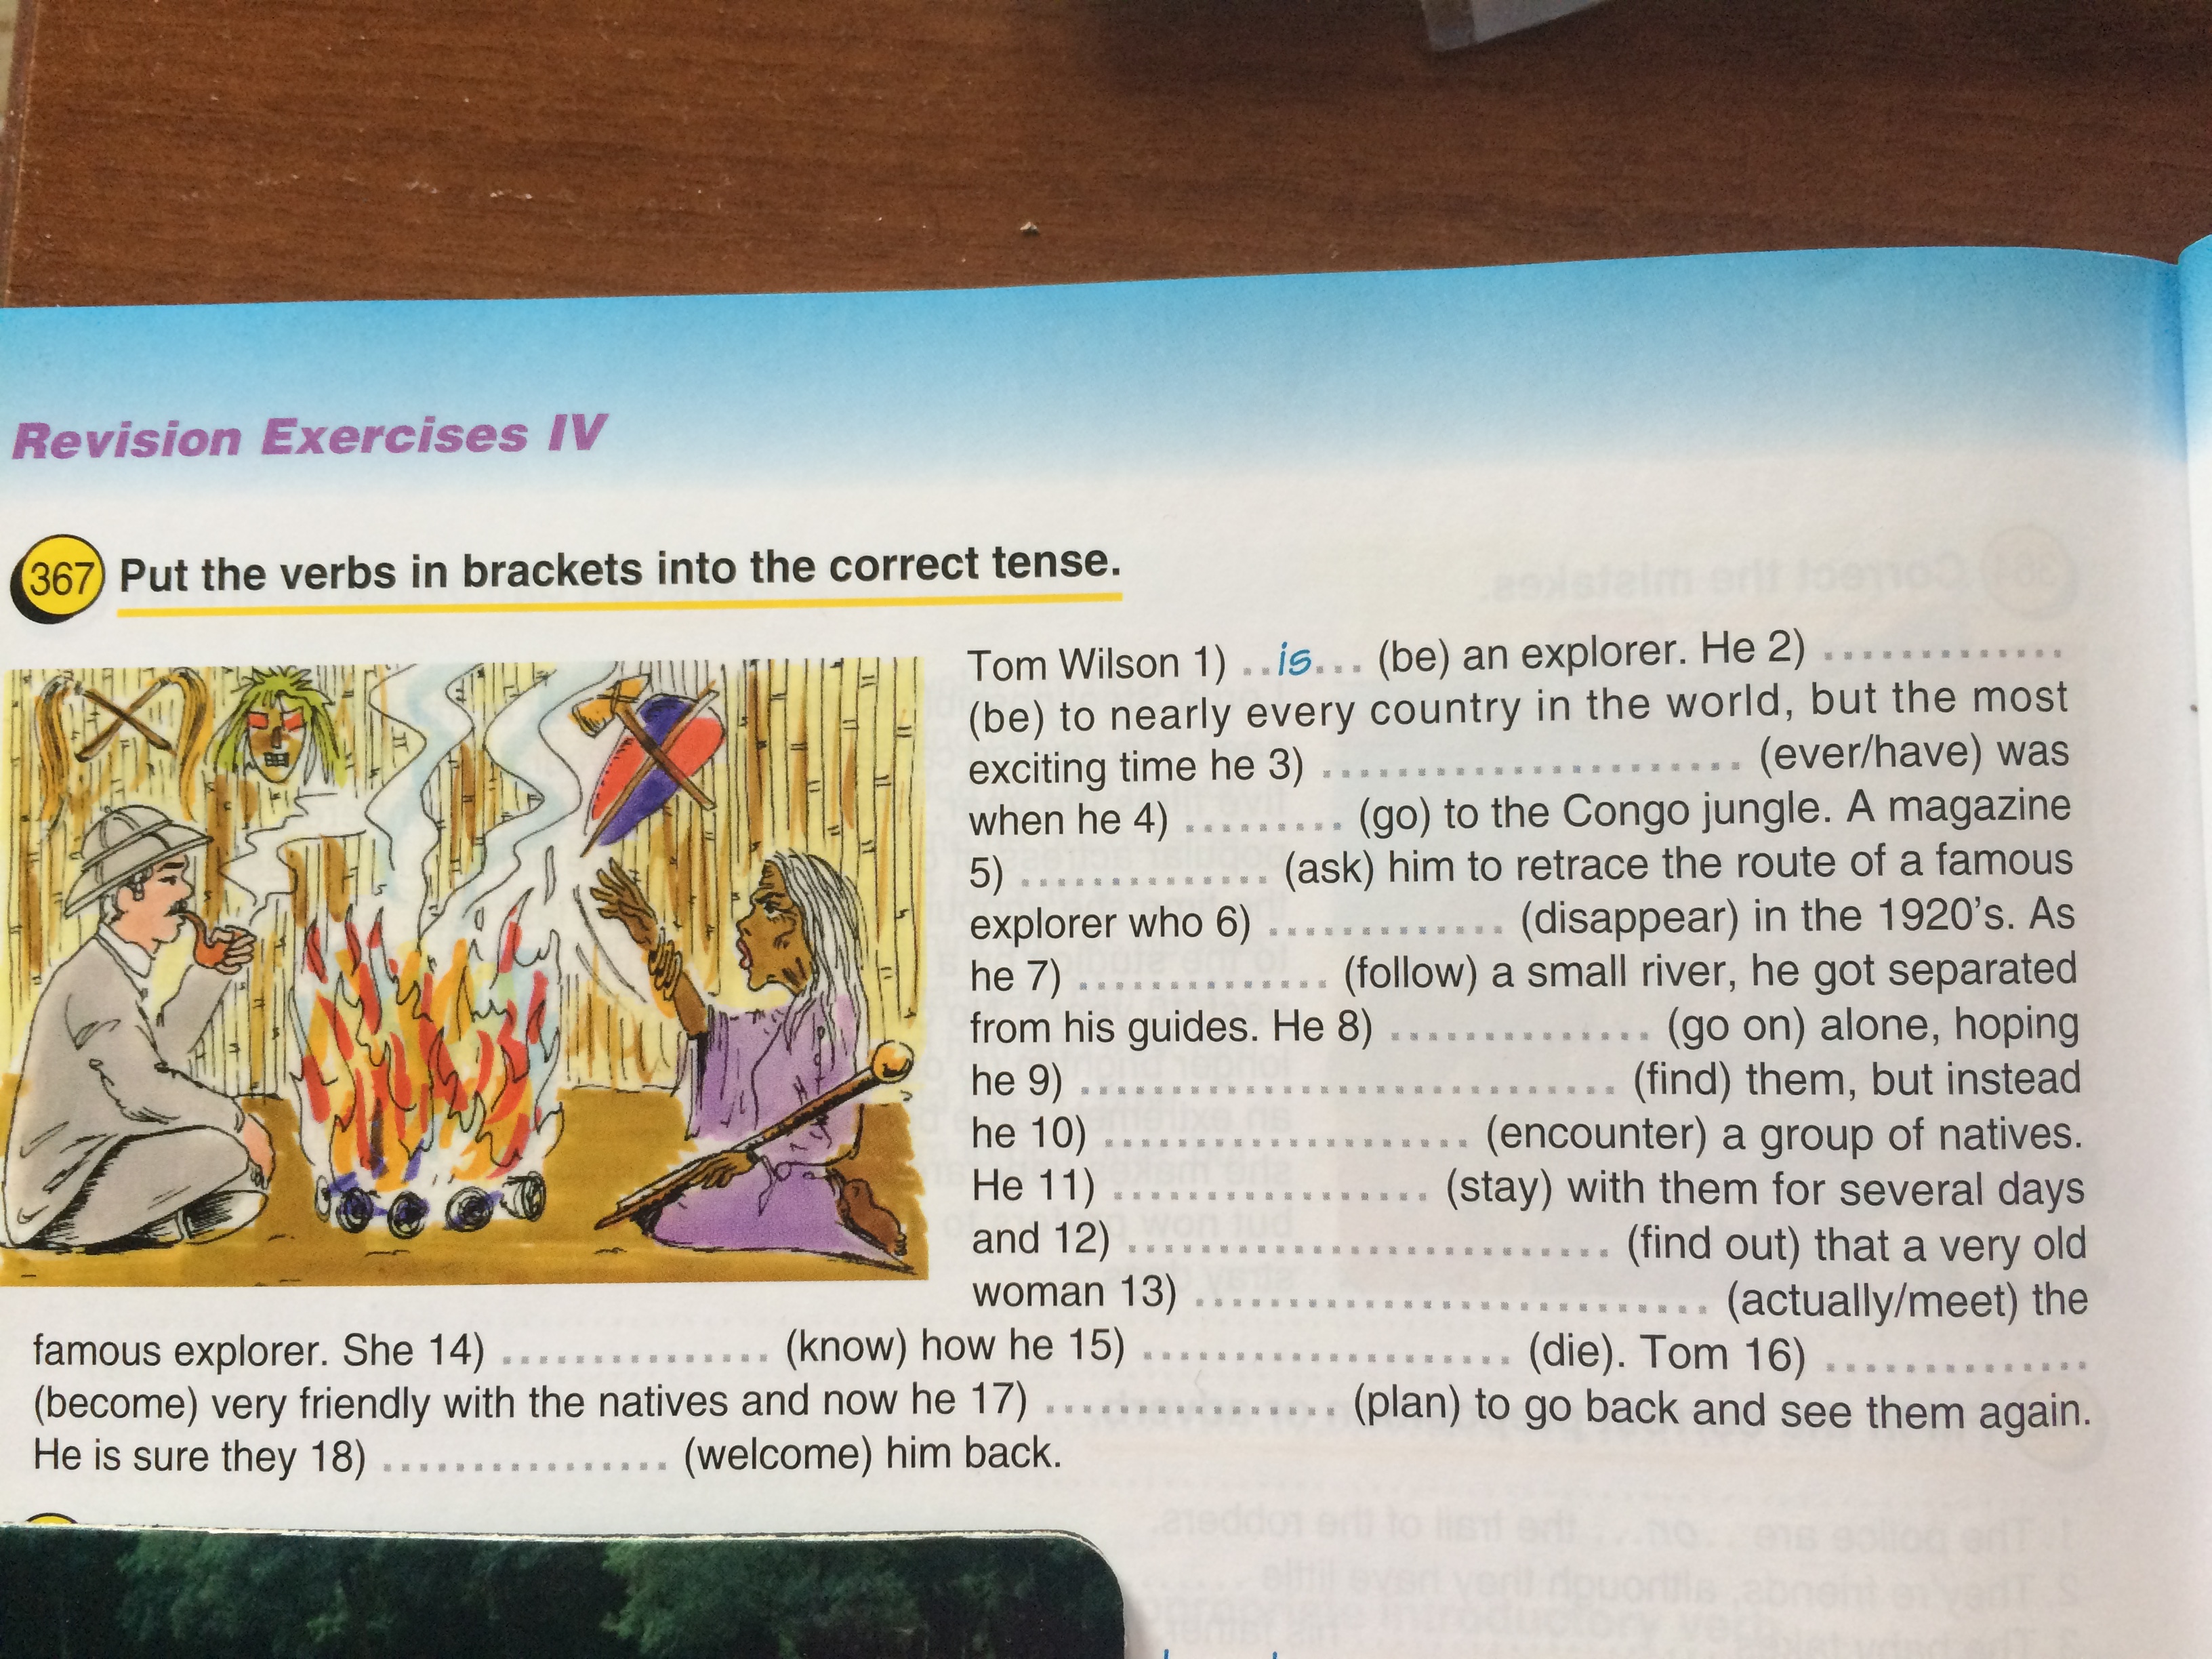 Revision Exercises IV
367 Put the verbs in brackets into the correct tense.
Tom Wilson 1) ..is... (be) an explorer. He 2) .............
(be) to nearly every country in the world, but the most
exciting time he 3) ....................... (ever/have) was
when he 4) ......... (go) to the Congo jungle. A magazine
5) .............. (ask) him to retrace the route of a famous
explorer who 6) ............. (disappear) in the 1920's. As
he 7) .............. (follow) a small river, he got separated
from his guides. He 8) .............. (go on) alone, hoping
he 9) .............................. (find) them, but instead
he 10) .................... (encounter) a group of natives.
He 11) .................. (stay) with them for several days
and 12) ........................... (find out) that a very old
woman 13) ............................. (actually/meet) the
famous explorer. She 14) ............... (know) how he 15) ..................... (die). Tom 16) ...............
(become) very friendly with the natives and now he 17) ................ (plan) to go back and see them again.
He is sure they 18) ................ (welcome) him back.